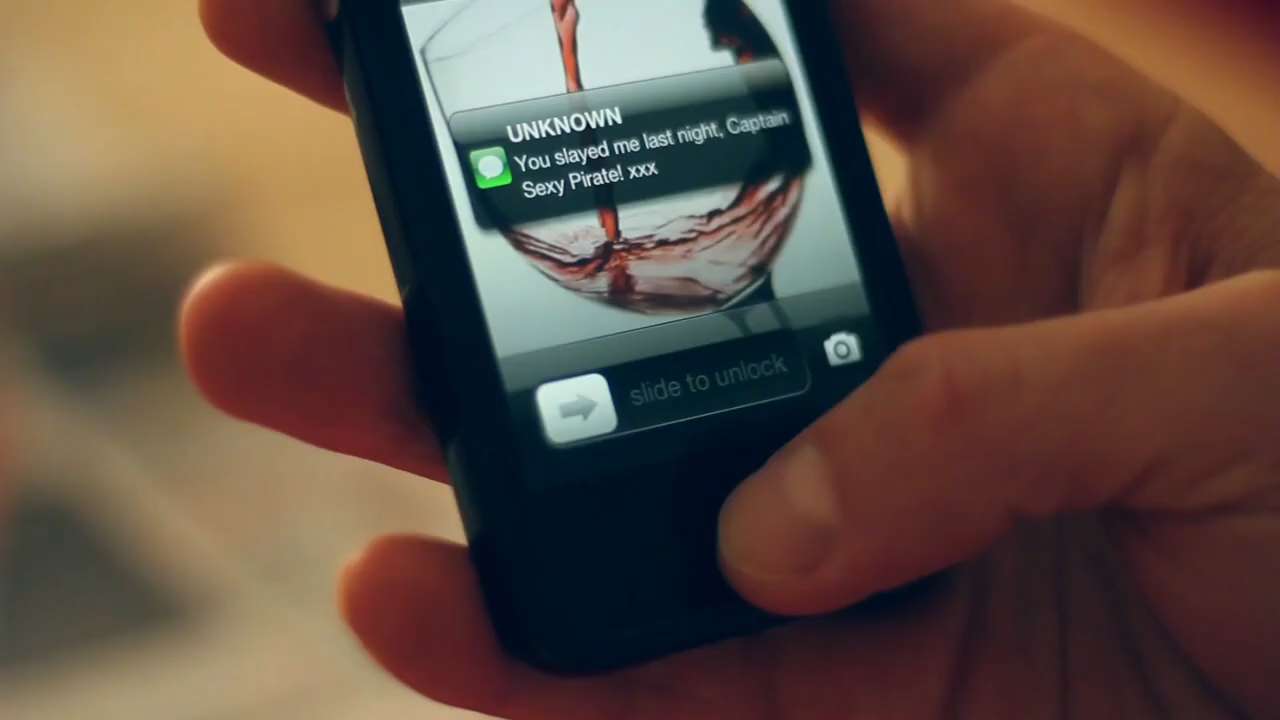 UNKNOWN
You slayed me last night, Captain
Sexy Pirate! xxx
slide to unlock